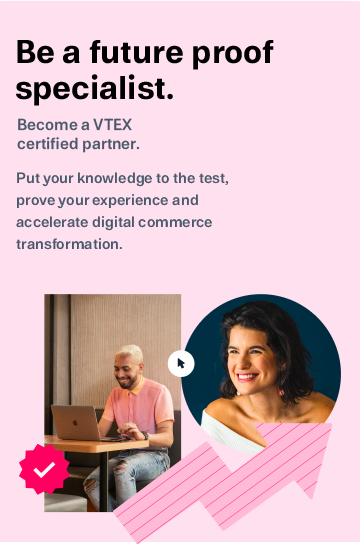 Be a future proof
specialist.
Become a VTEX
certified partner.
Put your knowledge to the test,
prove your experience and
accelerate digital commerce
transformation.